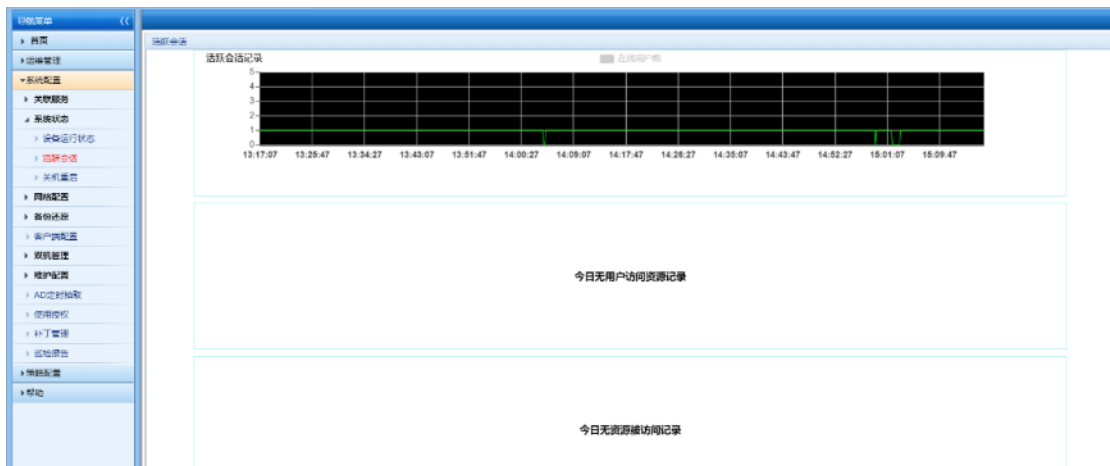 导航菜单
首页
运维管理
系统配置
关联服务
系统状态
设备运行状态
活跃会话
关机重启
网络配置
备份还原
客户端配置
双机管理
维护配置
AD定时抽取
使用授权
补丁管理
巡检报告
策略配置
帮助
活跃会话
活跃会话记录
在线用户数
5
4
3
2
1
0
13:17:07 13:25:47 13:34:27 13:43:07 13:51:47 14:00:27 14:09:07 14:17:47 14:26:27 14:35:07 14:43:47 14:52:27 15:01:07 15:09:47
今日无用户访问资源记录
今日无资源被访问记录